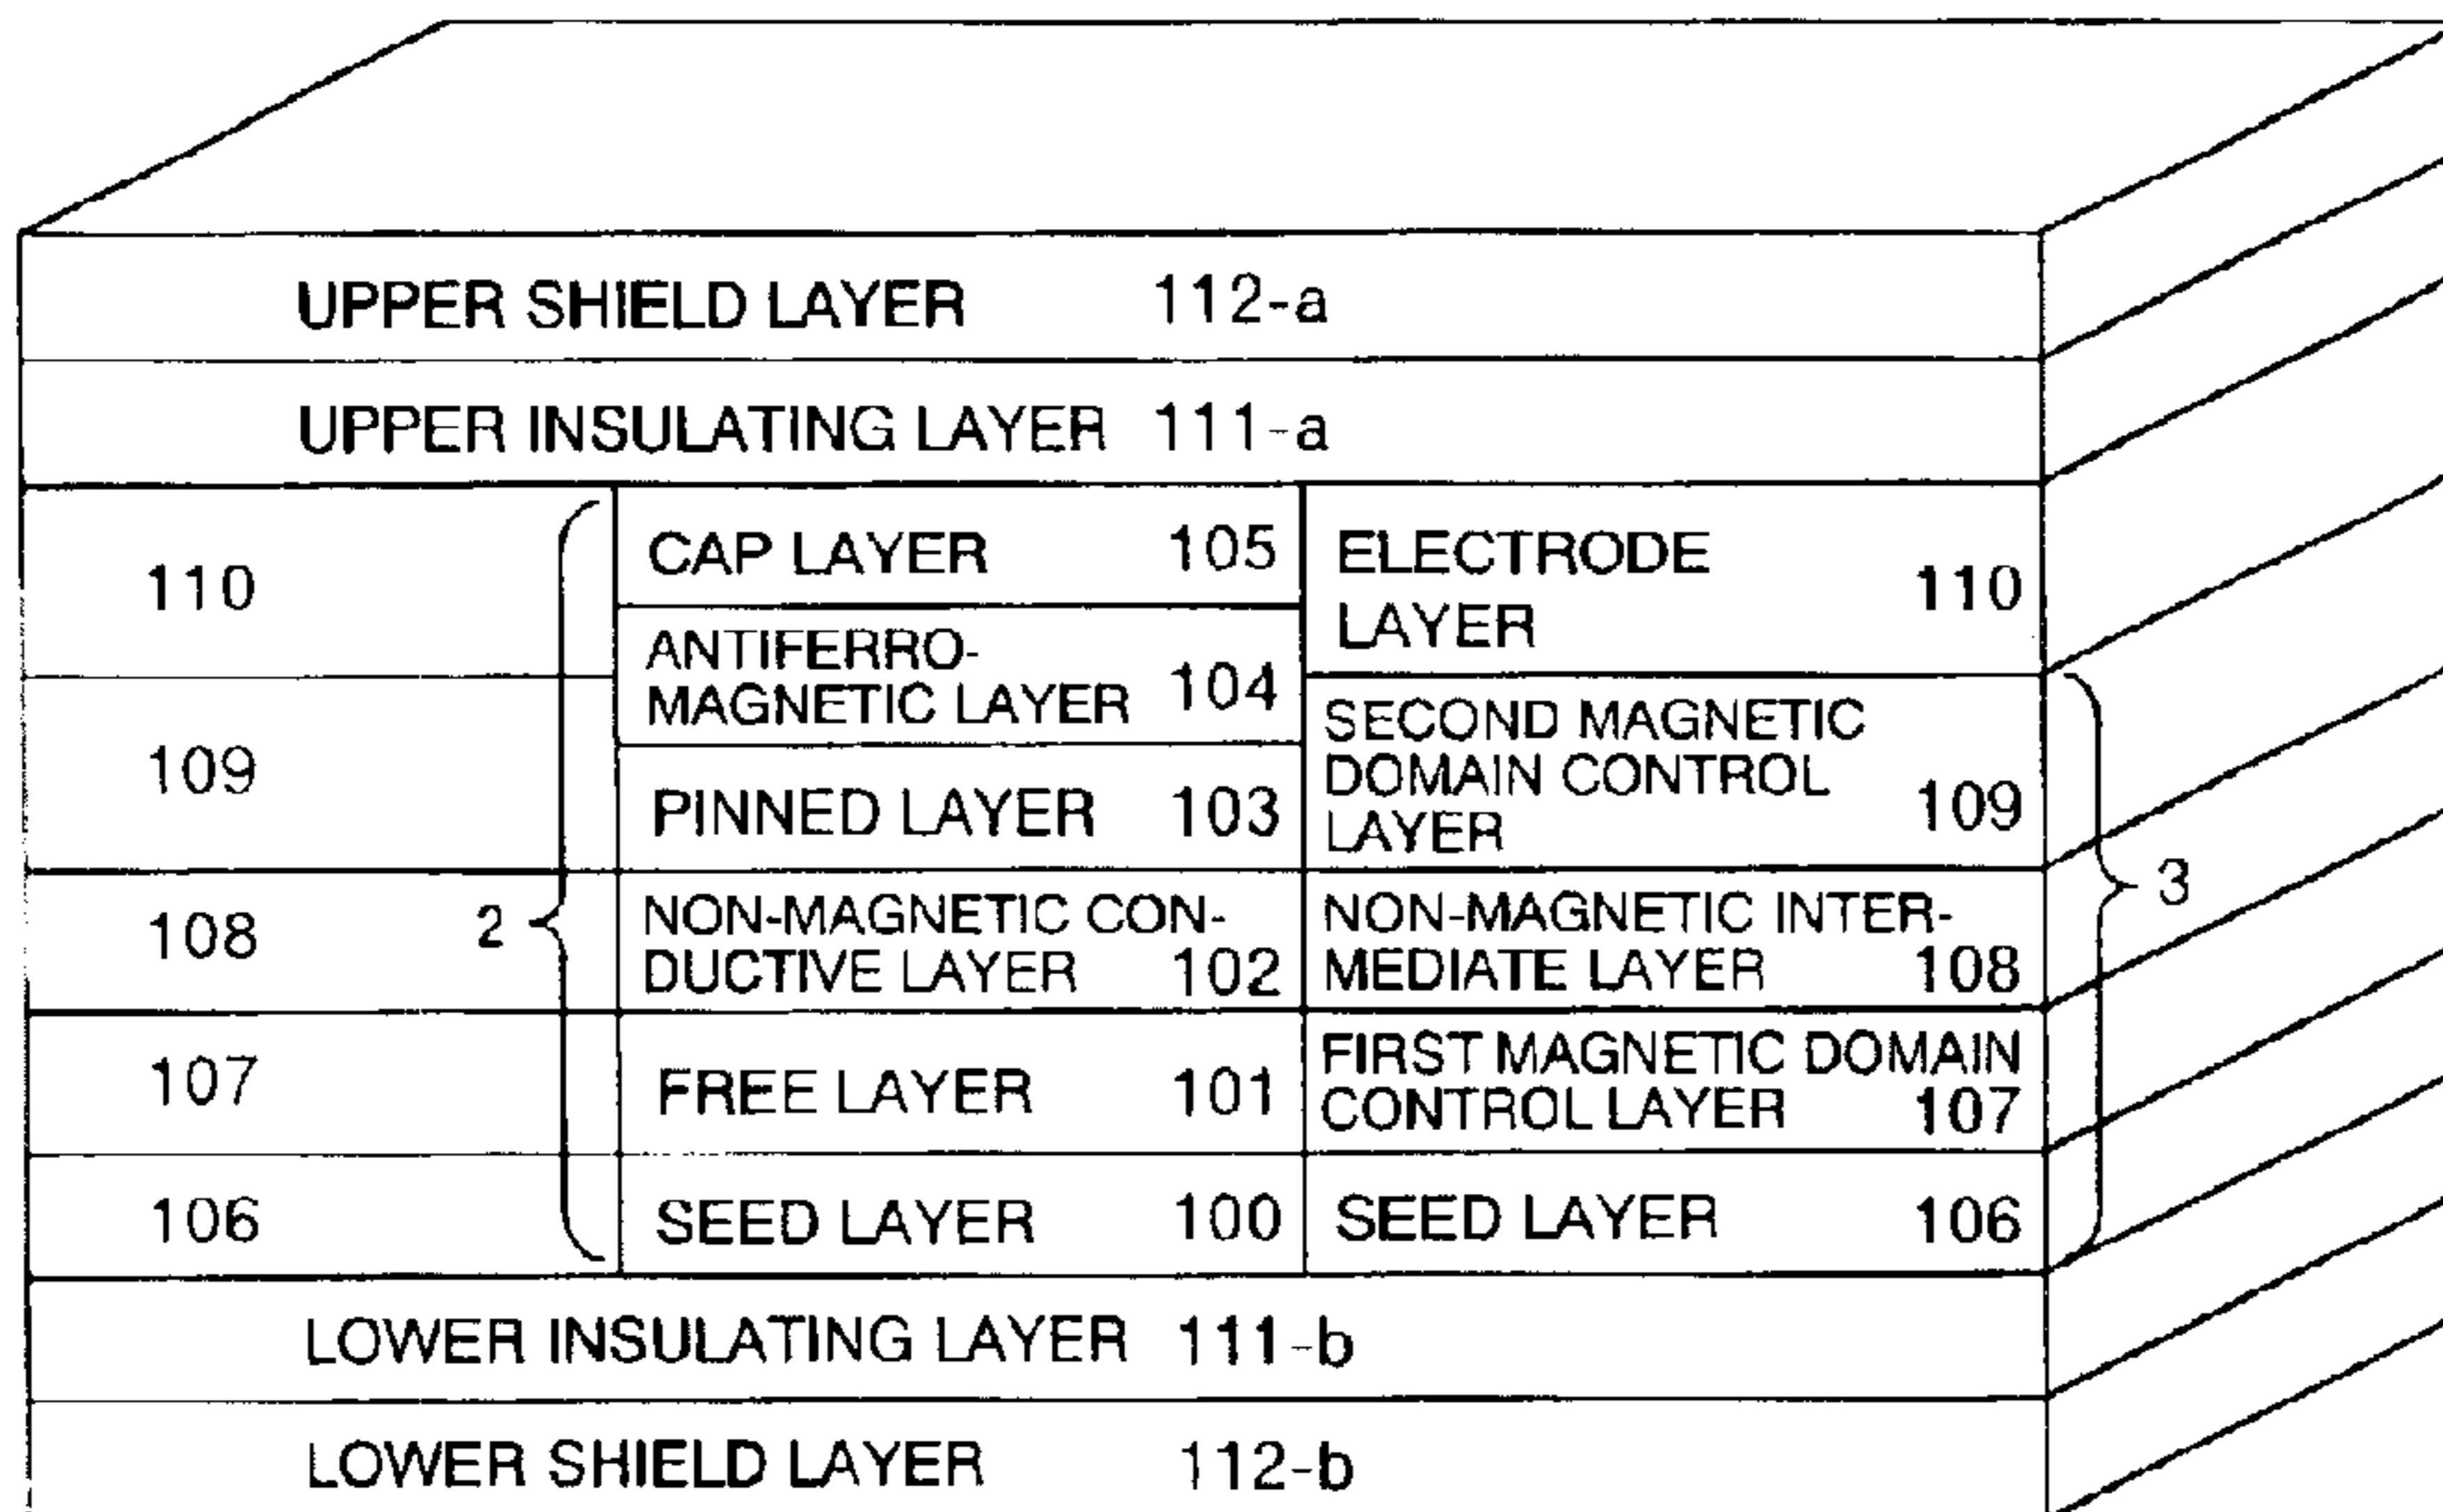 UPPER SHIELD LAYER 112-a
UPPER INSULATING LAYER 111-a
110
109
108
107
106
2
CAP LAYER 105
ANTIFERRO-
MAGNETIC LAYER 104
PINNED LAYER 103
NON-MAGNETIC CON-
DUCTIVE LAYER 102
FREE LAYER 101
SEED LAYER 100
ELECTRODE
LAYER 110
SECOND MAGNETIC
DOMAIN CONTROL
LAYER 109
NON-MAGNETIC INTER-
MEDIATE LAYER 108
FIRST MAGNETIC DOMAIN
CONTROL LAYER 107
SEED LAYER 106
3
LOWER INSULATING LAYER 111-b
LOWER SHIELD LAYER 112-b